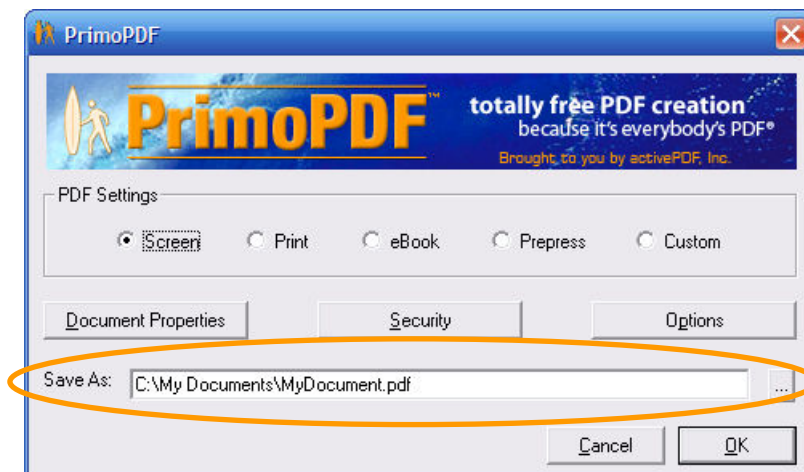 PrimoPDF
PrimoPDF™
totally free PDF creation
because it's everybody's PDF®
Brought to you by activePDF, Inc.
PDF Settings
Screen Print eBook Prepress Custom
Document Properties Security Options
Save As: C:\My Documents\MyDocument.pdf ...
Cancel OK